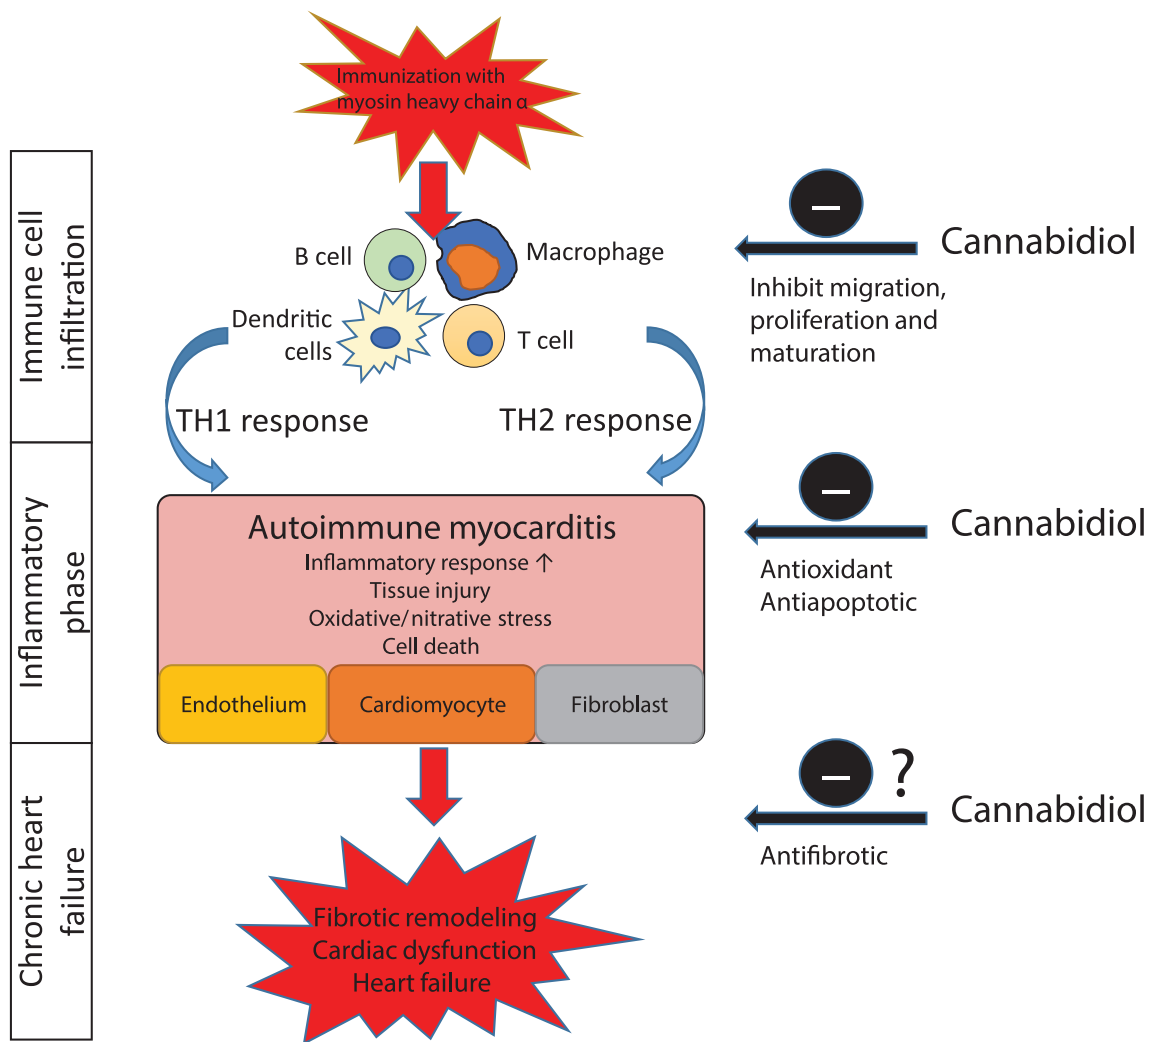 Immunization with
myosin heavy chain α
Immune cell
infiltration
B cell
Macrophage
Dendritic
cells
T cell
TH1 response
TH2 response
–
Cannabidiol
Inhibit migration,
proliferation and
maturation
Inflammatory
phase
Autoimmune myocarditis
Inflammatory response ↑
Tissue injury
Oxidative/nitrative stress
Cell death
Endothelium
Cardiomyocyte
Fibroblast
–
Cannabidiol
Antioxidant
Antiapoptotic
Chronic heart
failure
Fibrotic remodeling
Cardiac dysfunction
Heart failure
– ?
Cannabidiol
Antifibrotic